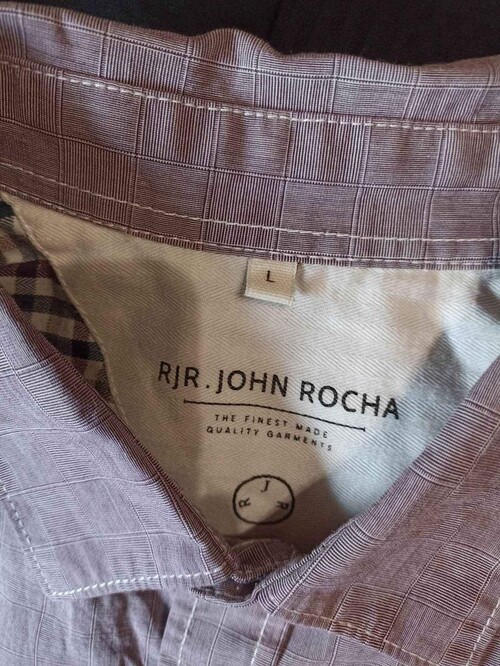 L
RJR.JOHN ROCHA
THE FINEST MADE
QUALITY GARMENTS
R J R